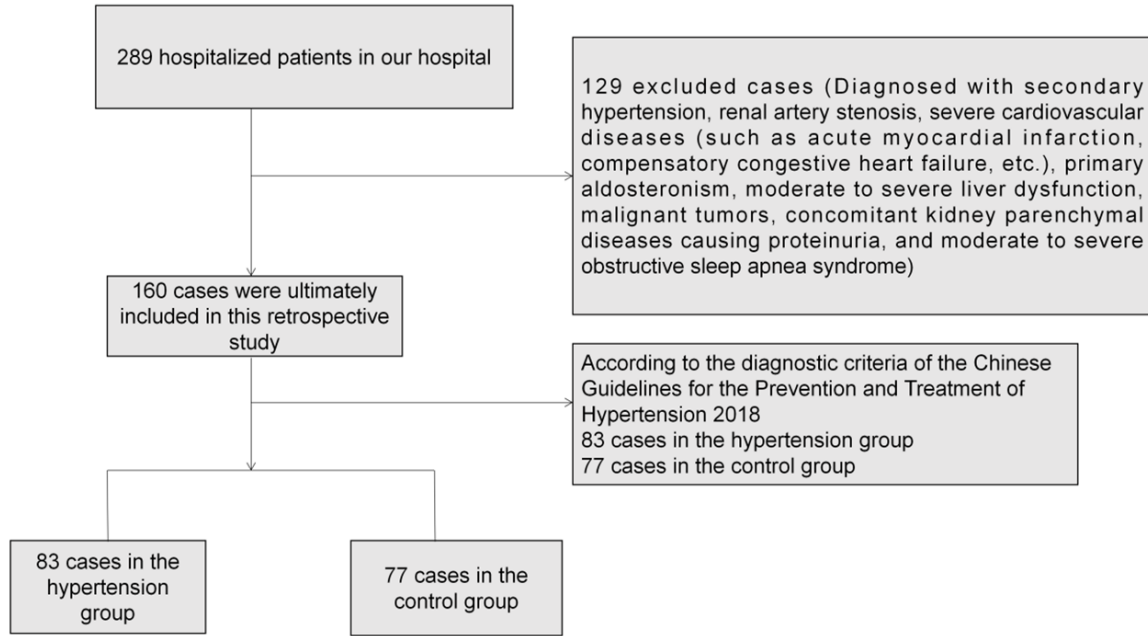 289 hospitalized patients in our hospital
129 excluded cases (Diagnosed with secondary
hypertension, renal artery stenosis, severe cardiovascular
diseases (such as acute myocardial infarction,
compensatory congestive heart failure, etc.), primary
aldosteronism, moderate to severe liver dysfunction,
malignant tumors, concomitant kidney parenchymal
diseases causing proteinuria, and moderate to severe
obstructive sleep apnea syndrome)
160 cases were ultimately
included in this retrospective
study
According to the diagnostic criteria of the Chinese
Guidelines for the Prevention and Treatment of
Hypertension 2018
83 cases in the hypertension group
77 cases in the control group
83 cases in the
hypertension
group
77 cases in the
control group